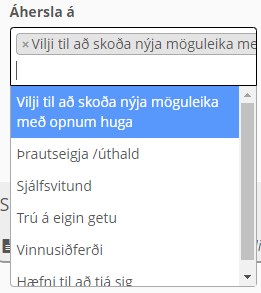 Áhersla á
×Vilji til að skoða nýja möguleika me
Vilji til að skoða nýja möguleika
með opnum huga
Þrautseigja /úthald
Sjálfsvitund
Trú á eigin getu
Vinnusiðferði
Hæfni til að tjá sig